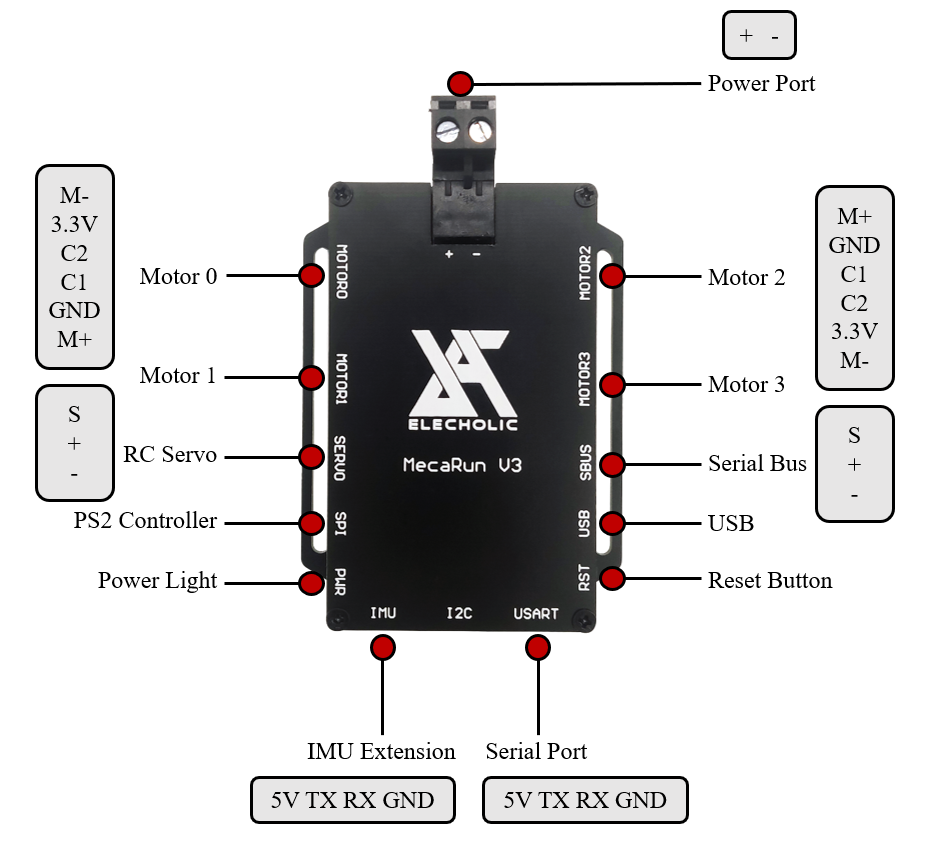 + -
Power Port
M-
3.3V
C2
C1
GND
M+
Motor 0
MOTOR0
+ -
MOTOR2
Motor 2
M+
GND
C1
C2
3.3V
M-
Motor 1
MOTOR1
ELECHOLIC
MecaRun V3
MOTOR3
Motor 3
S
+
-
RC Servo
SERVO
SBUS
Serial Bus
S
+
-
PS2 Controller
SPI
USB
USB
Power Light
PWR
RST
Reset Button
IMU I2C USART
IMU Extension
Serial Port
5V TX RX GND
5V TX RX GND